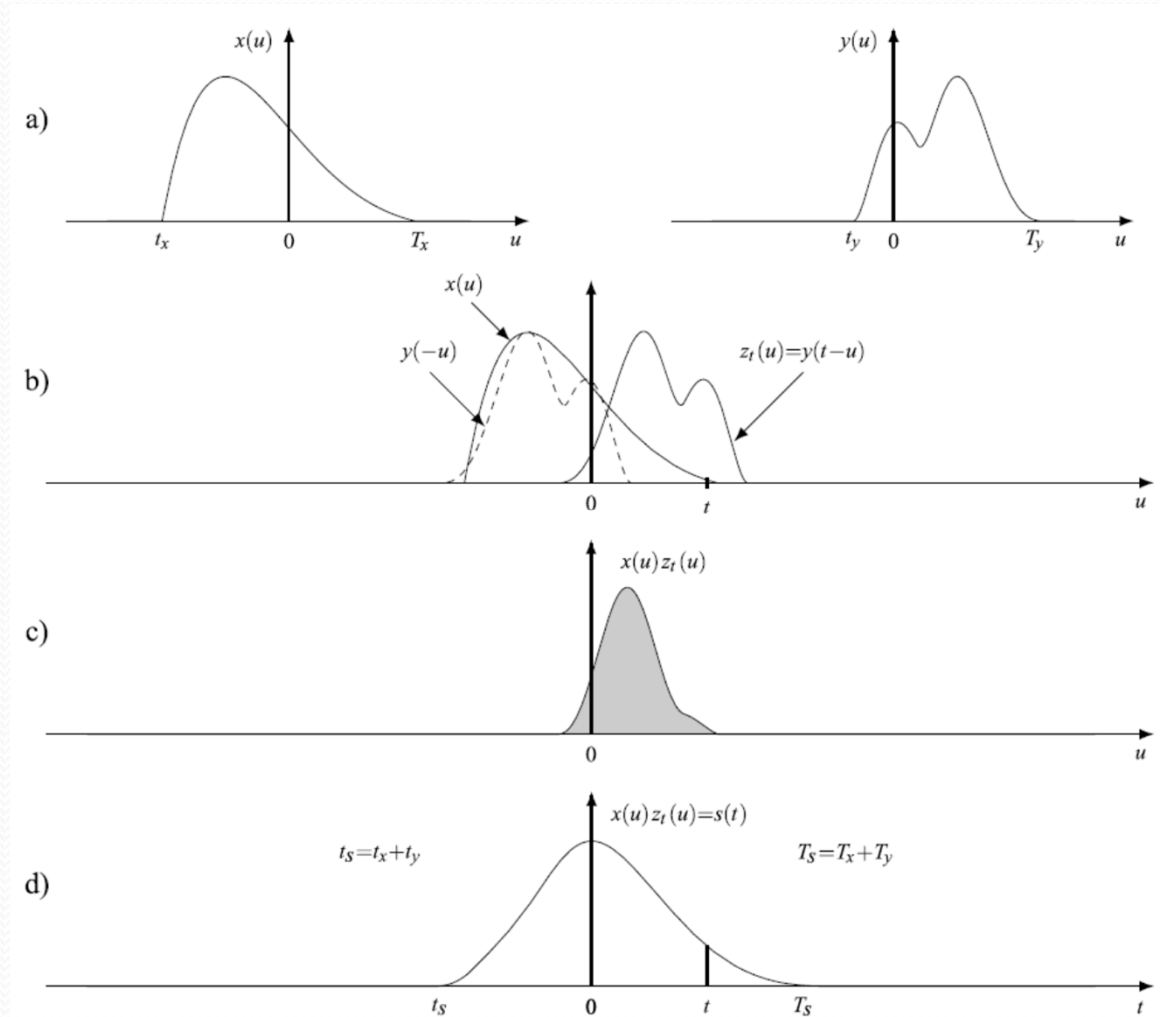 a)
x(u)
t_x 0 T_x u
y(u)
t_y 0 T_y u
b)
x(u)
y(−u)
z_t(u)=y(t−u)
0 t u
c)
x(u)z_t(u)
0 u
d)
x(u)z_t(u)=s(t)
t_S=t_x+t_y
T_S=T_x+T_y
t_S 0 t T_S t